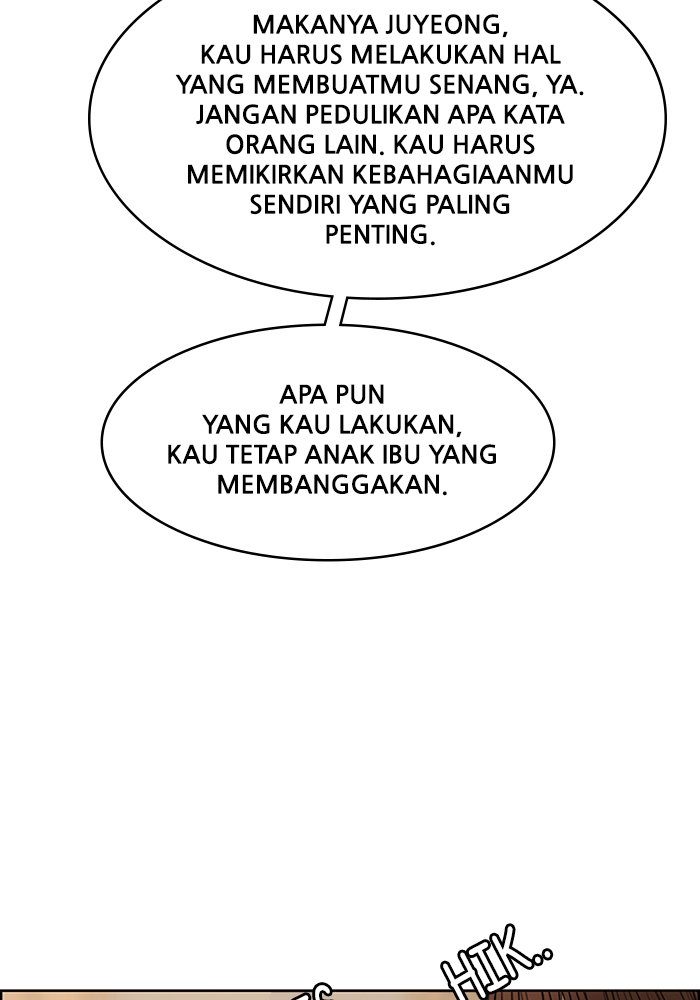 MAKANYA JUYEONG,
KAU HARUS MELAKUKAN HAL
YANG MEMBUATMU SENANG, YA.
JANGAN PEDULIKAN APA KATA
ORANG LAIN. KAU HARUS
MEMIKIRKAN KEBAHAGIAANMU
SENDIRI YANG PALING
PENTING.
APA PUN
YANG KAU LAKUKAN,
KAU TETAP ANAK IBU YANG
MEMBANGGAKAN.
HIK..